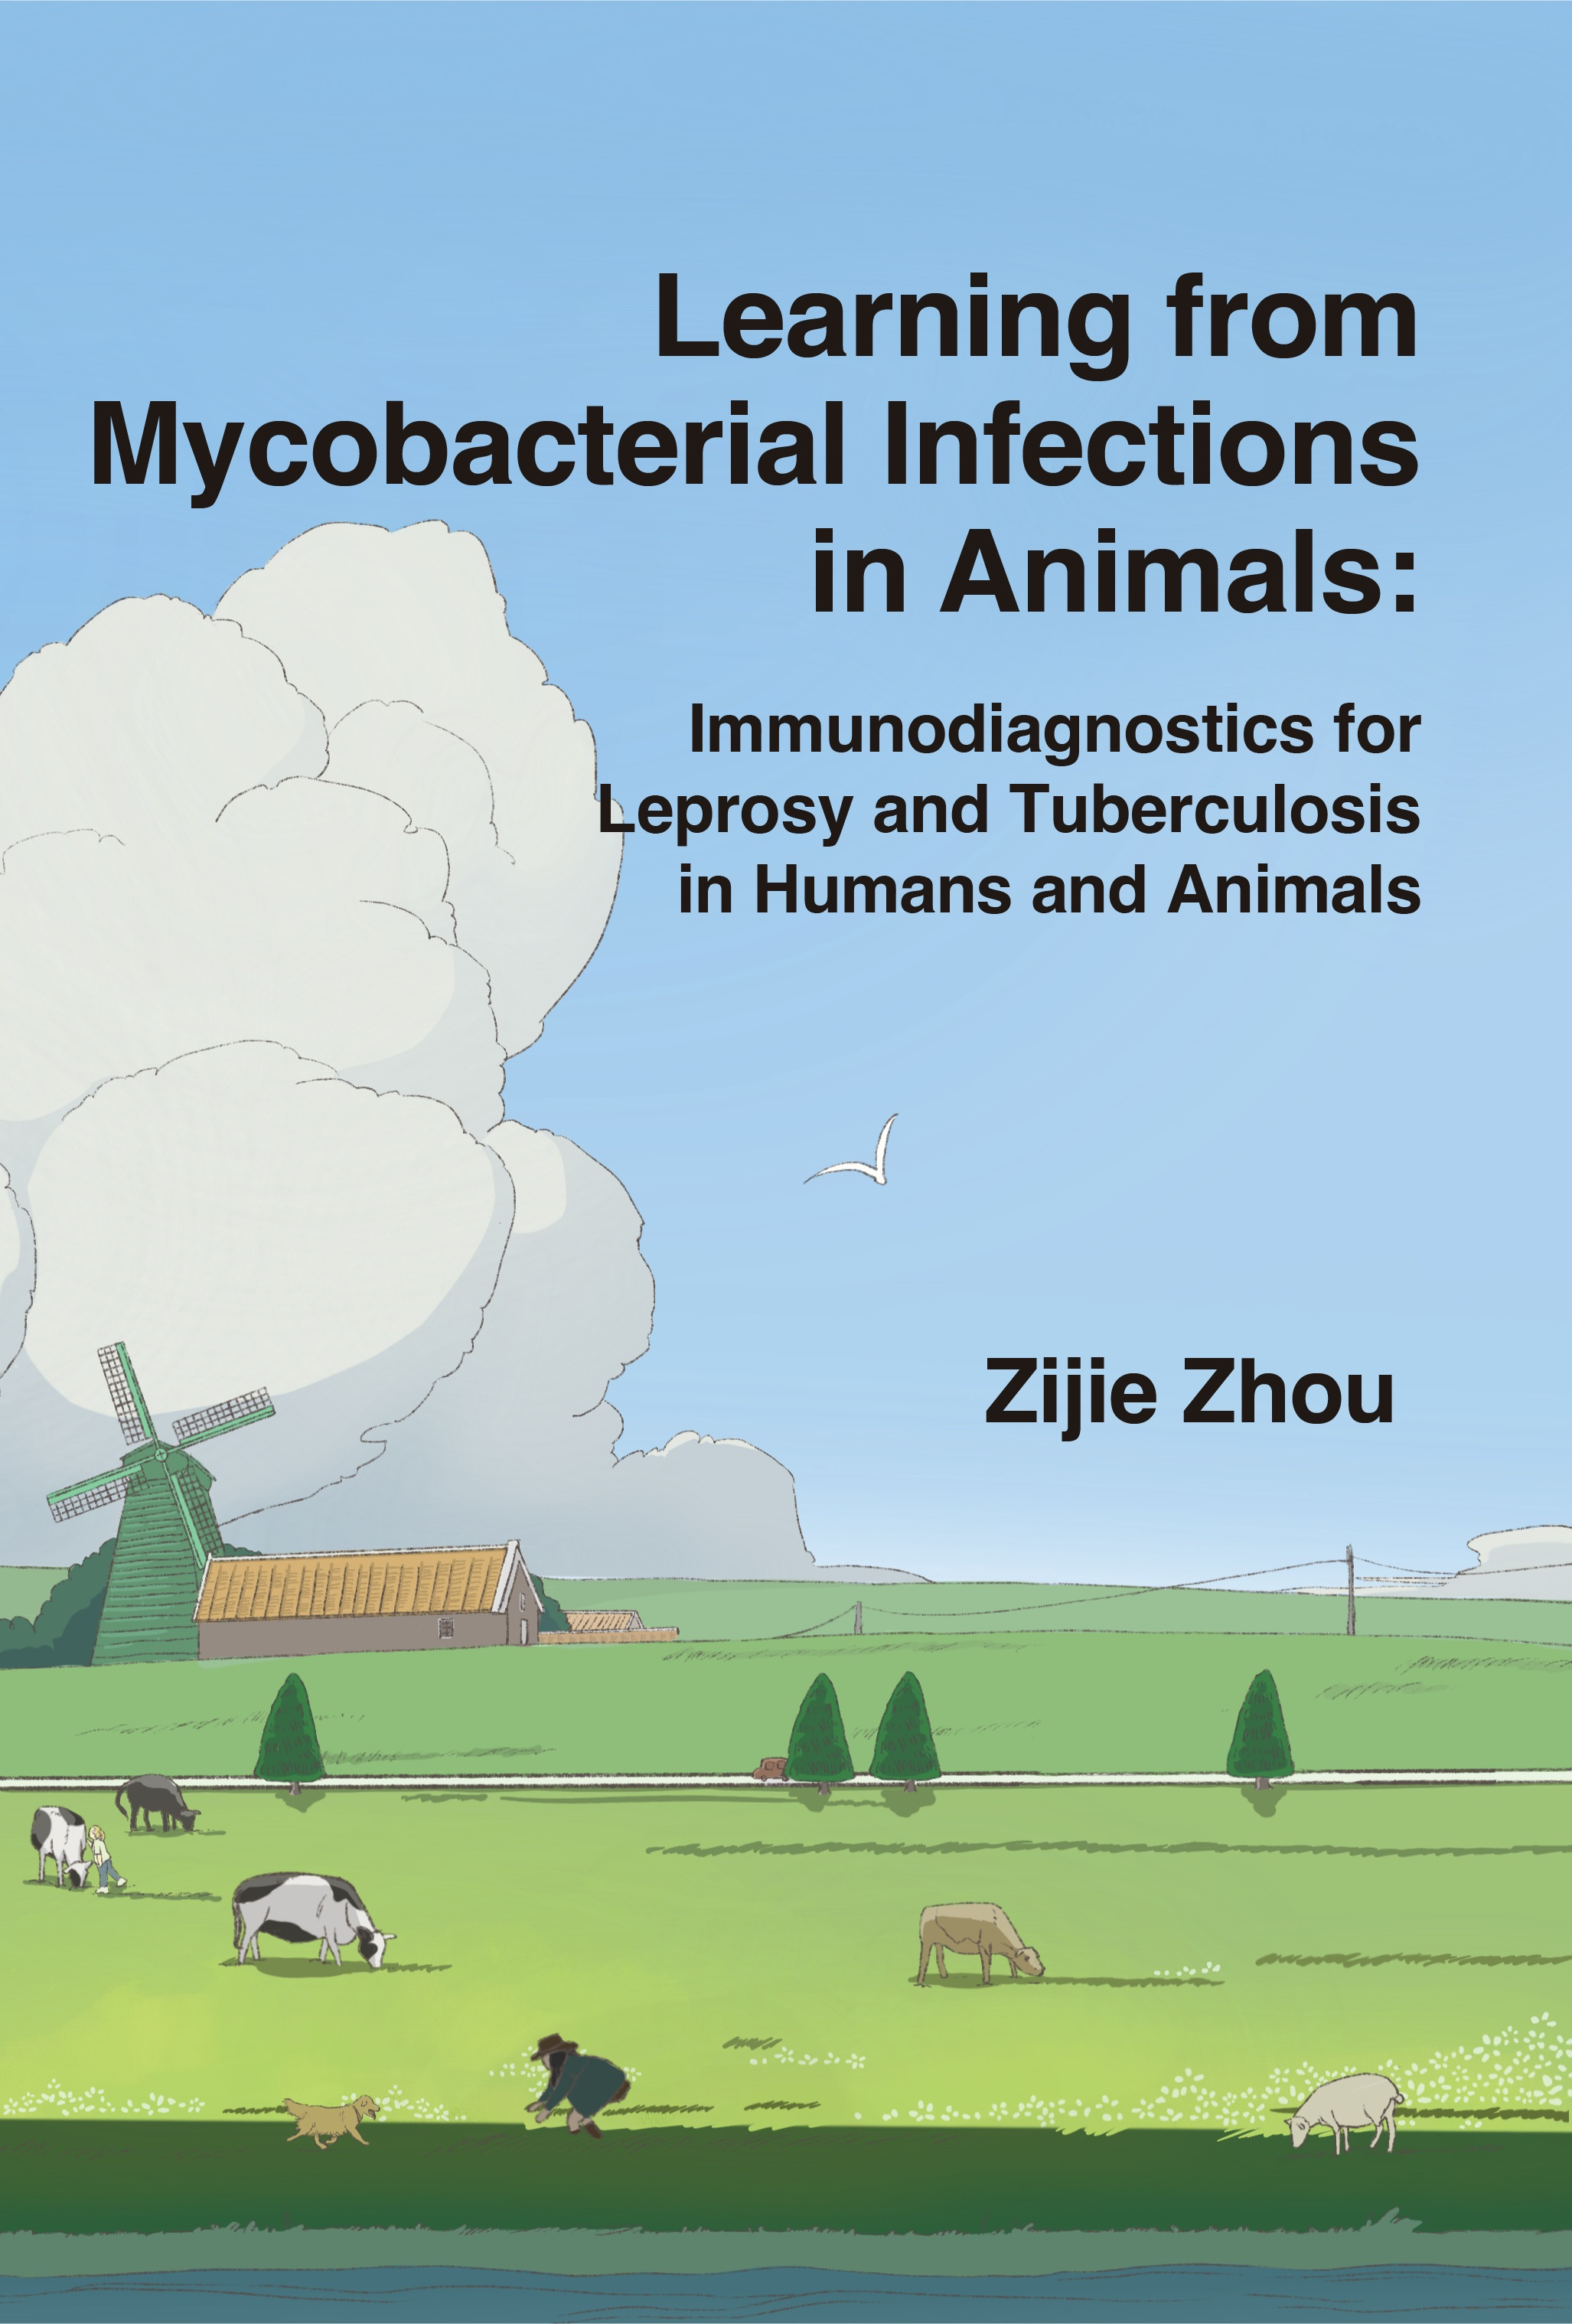 Learning from
Mycobacterial Infections
in Animals:
Immunodiagnostics for
Leprosy and Tuberculosis
in Humans and Animals
Zijie Zhou